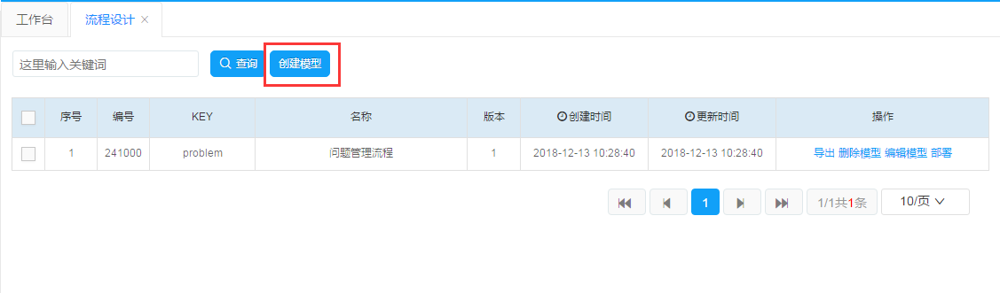 工作台 流程设计
这里输入关键词 查询 创建模型
序号 编号 KEY 名称 版本 创建时间 更新时间 操作
1 241000 problem 问题管理流程 1 2018-12-13 10:28:40 2018-12-13 10:28:40 导出 删除模型 编辑模型 部署
1 1/1共1条 10/页